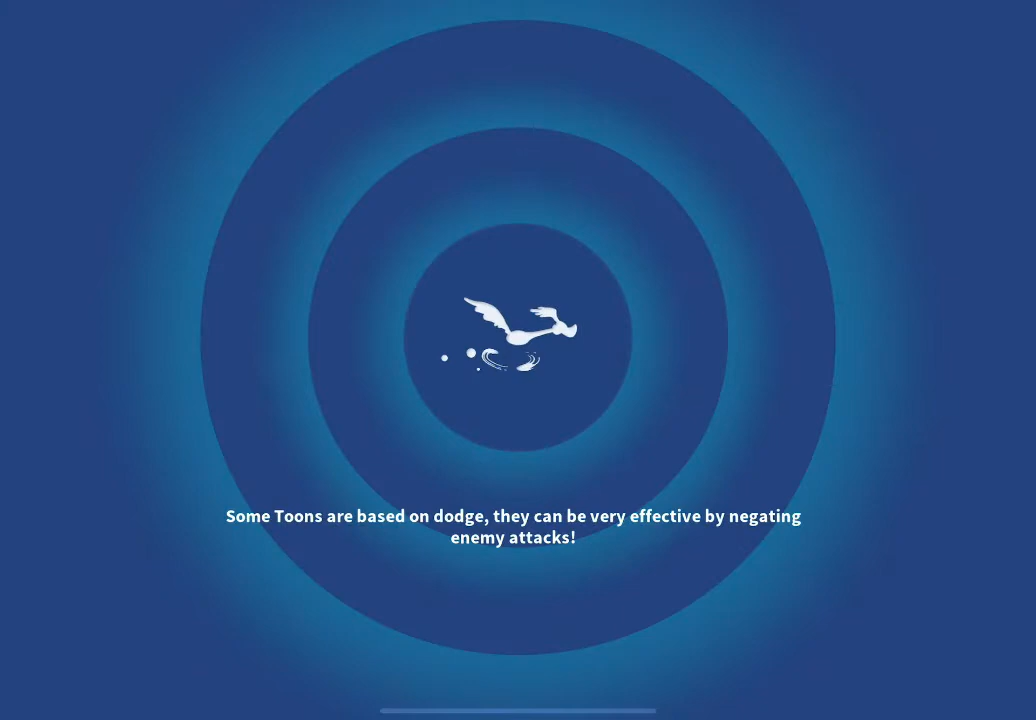 Some Toons are based on dodge, they can be very effective by negating
enemy attacks!